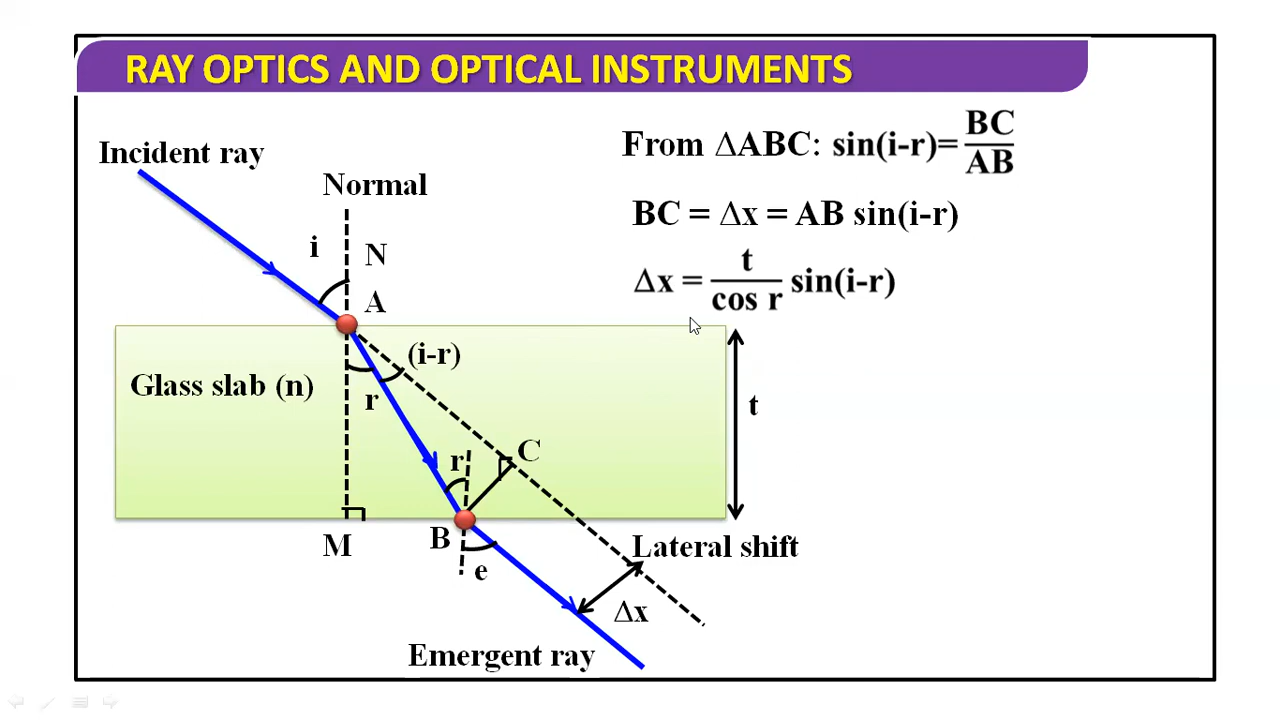 RAY OPTICS AND OPTICAL INSTRUMENTS
Incident ray
Normal
i
N
A
(i-r)
Glass slab (n)
r
r
C
t
M
B
e
Lateral shift
Δx
Emergent ray
From ΔABC: sin(i-r)= BC/AB
BC = Δx = AB sin(i-r)
Δx = t/cos r sin(i-r)